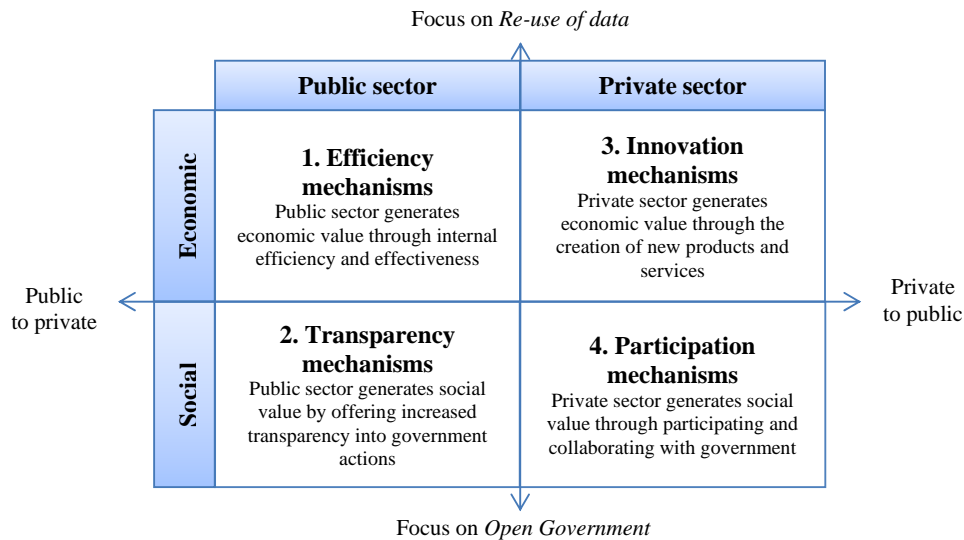 Focus on Re-use of data
Public sector
Private sector
Economic
1. Efficiency
mechanisms
Public sector generates
economic value through internal
efficiency and effectiveness
3. Innovation
mechanisms
Private sector generates
economic value through the
creation of new products and
services
Public
to private
Private
to public
Social
2. Transparency
mechanisms
Public sector generates social
value by offering increased
transparency into government
actions
4. Participation
mechanisms
Private sector generates social
value through participating and
collaborating with government
Focus on Open Government